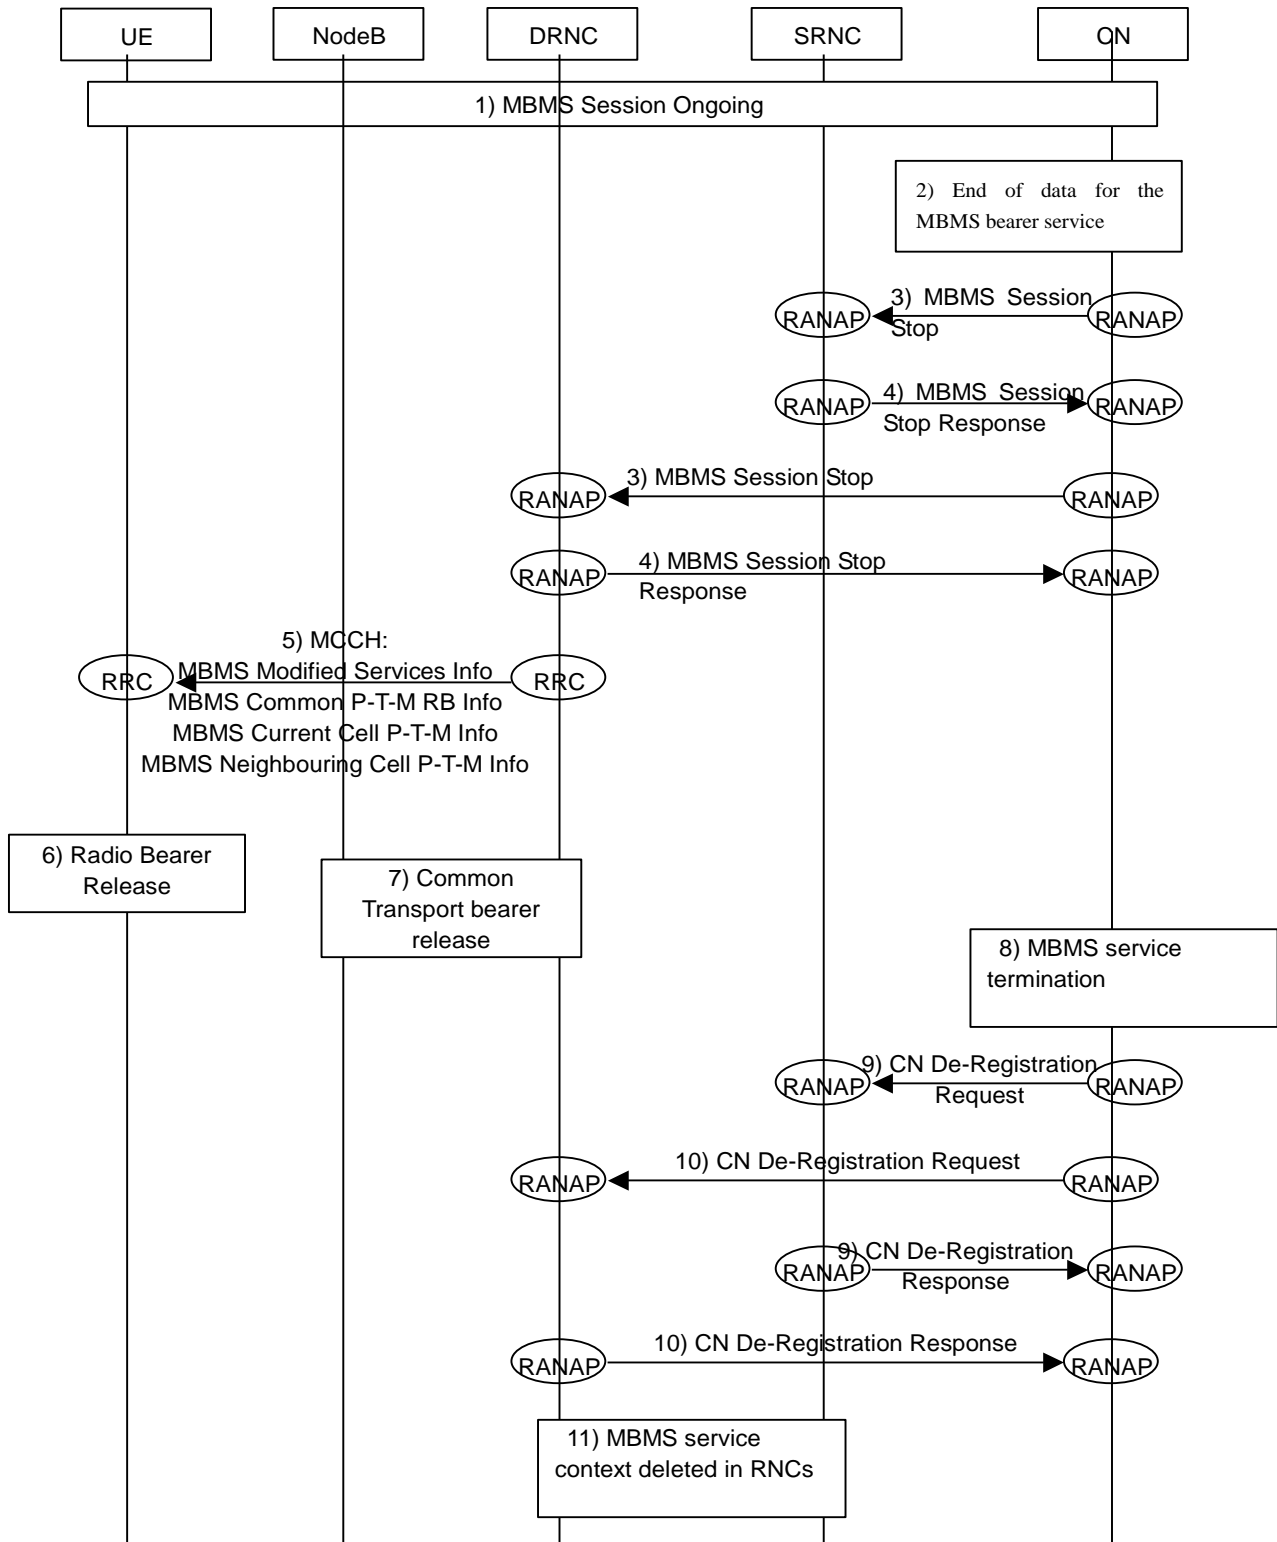 UE
NodeB
DRNC
SRNC
CN
1) MBMS Session Ongoing
2) End of data for the
MBMS bearer service
3) MBMS Session
Stop
RANAP
RANAP
4) MBMS Session
Stop Response
RANAP
RANAP
3) MBMS Session Stop
RANAP
RANAP
4) MBMS Session Stop
Response
RANAP
RANAP
5) MCCH:
MBMS Modified Services Info
RRC
RRC
MBMS Common P-T-M RB Info
MBMS Current Cell P-T-M Info
MBMS Neighbouring Cell P-T-M Info
6) Radio Bearer
Release
7) Common
Transport bearer
release
8) MBMS service
termination
9) CN De-Registration
Request
RANAP
RANAP
10) CN De-Registration Request
RANAP
RANAP
9) CN De-Registration
Response
RANAP
RANAP
10) CN De-Registration Response
RANAP
RANAP
11) MBMS service
context deleted in RNCs